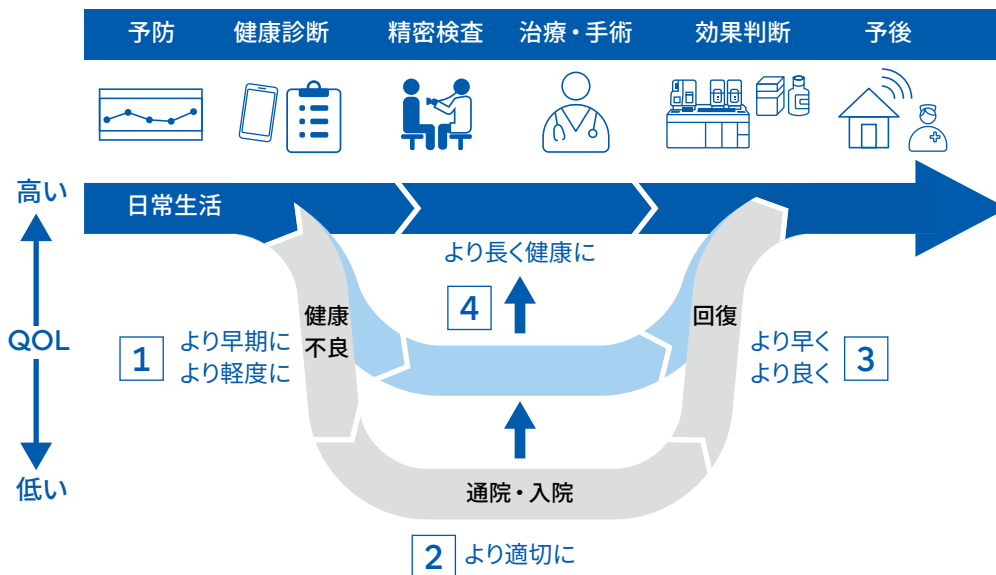 予防
健康診断
精密検査
治療・手術
効果判断
予後
高い
日常生活
より長く健康に
4
健康
不良
回復
QOL
1
より早期に
より軽度に
より早く
より良く
3
低い
通院・入院
2
より適切に